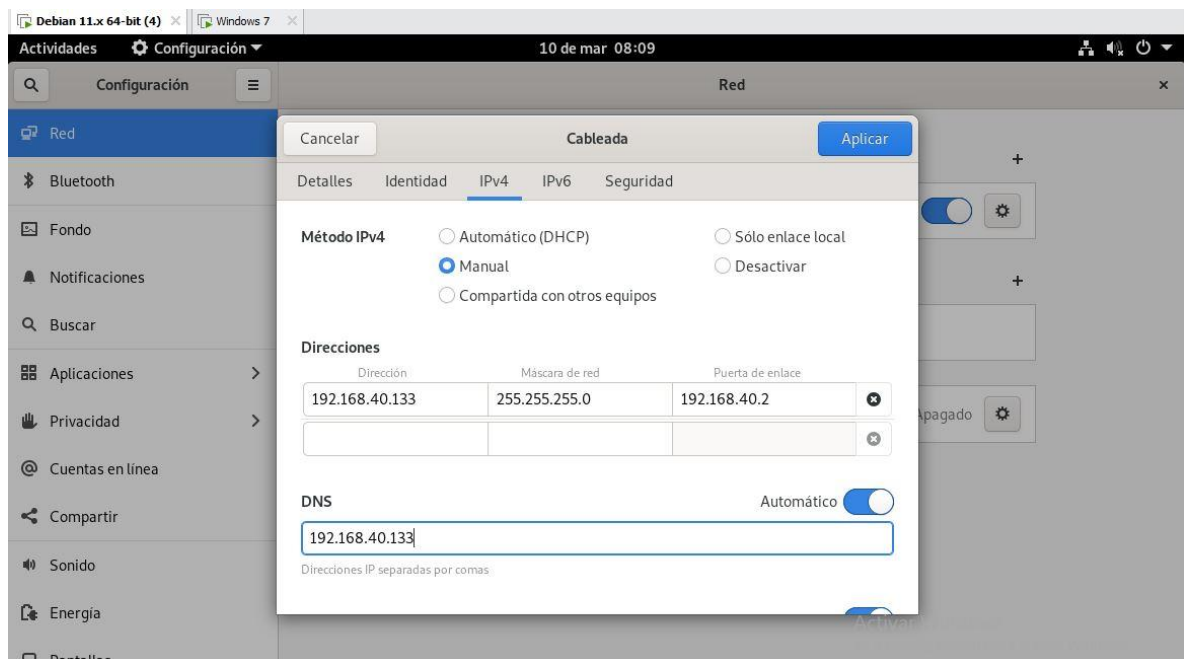 Debian 11.x 64-bit (4)
Windows 7
Actividades
Configuración
10 de mar 08:09
Configuración
Red
Red
Bluetooth
Fondo
Notificaciones
Buscar
Aplicaciones
Privacidad
Cuentas en línea
Compartir
Sonido
Energía
Pantallas
Cancelar
Cableada
Aplicar
Detalles
Identidad
IPv4
IPv6
Seguridad
Método IPv4
Automático (DHCP)
Sólo enlace local
Manual
Desactivar
Compartida con otros equipos
Direcciones
Dirección
Máscara de red
Puerta de enlace
192.168.40.133
255.255.255.0
192.168.40.2
DNS
Automático
192.168.40.133
Direcciones IP separadas por comas
Apagado
Activar